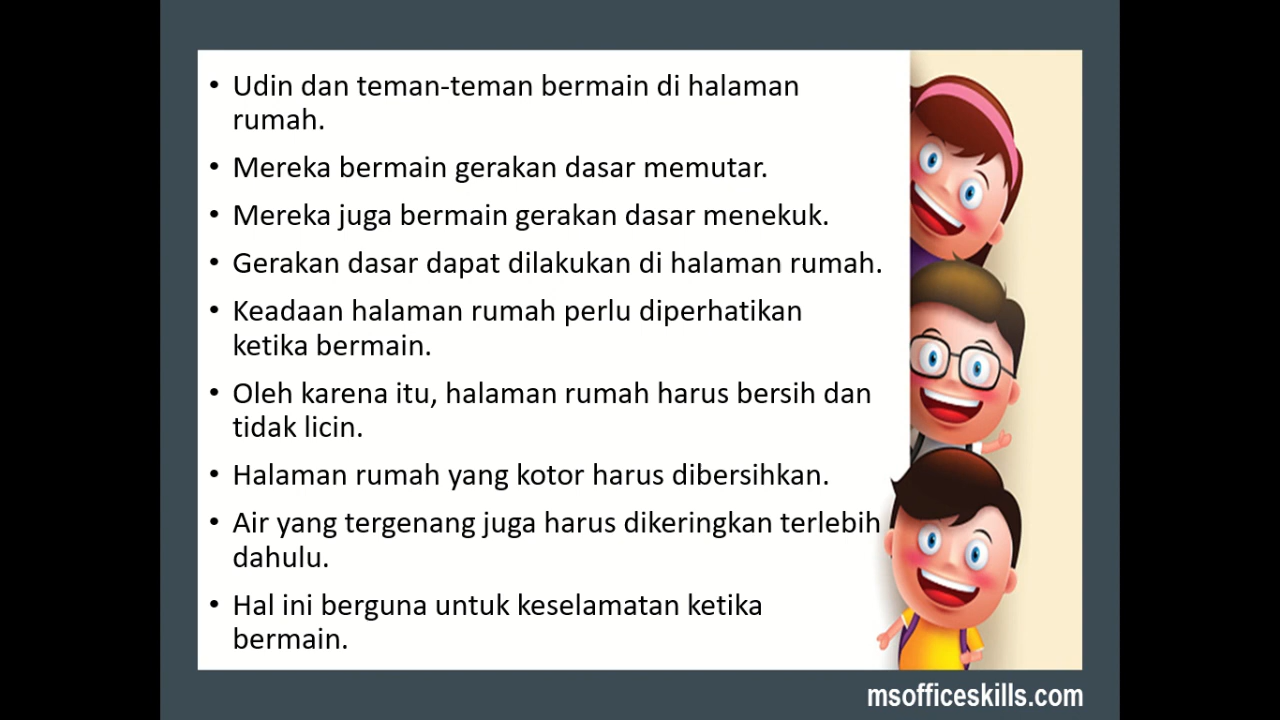 • Udin dan teman-teman bermain di halaman
rumah.
• Mereka bermain gerakan dasar memutar.
• Mereka juga bermain gerakan dasar menekuk.
• Gerakan dasar dapat dilakukan di halaman rumah.
• Keadaan halaman rumah perlu diperhatikan
ketika bermain.
• Oleh karena itu, halaman rumah harus bersih dan
tidak licin.
• Halaman rumah yang kotor harus dibersihkan.
• Air yang tergenang juga harus dikeringkan terlebih
dahulu.
• Hal ini berguna untuk keselamatan ketika
bermain.
msofficeskills.com